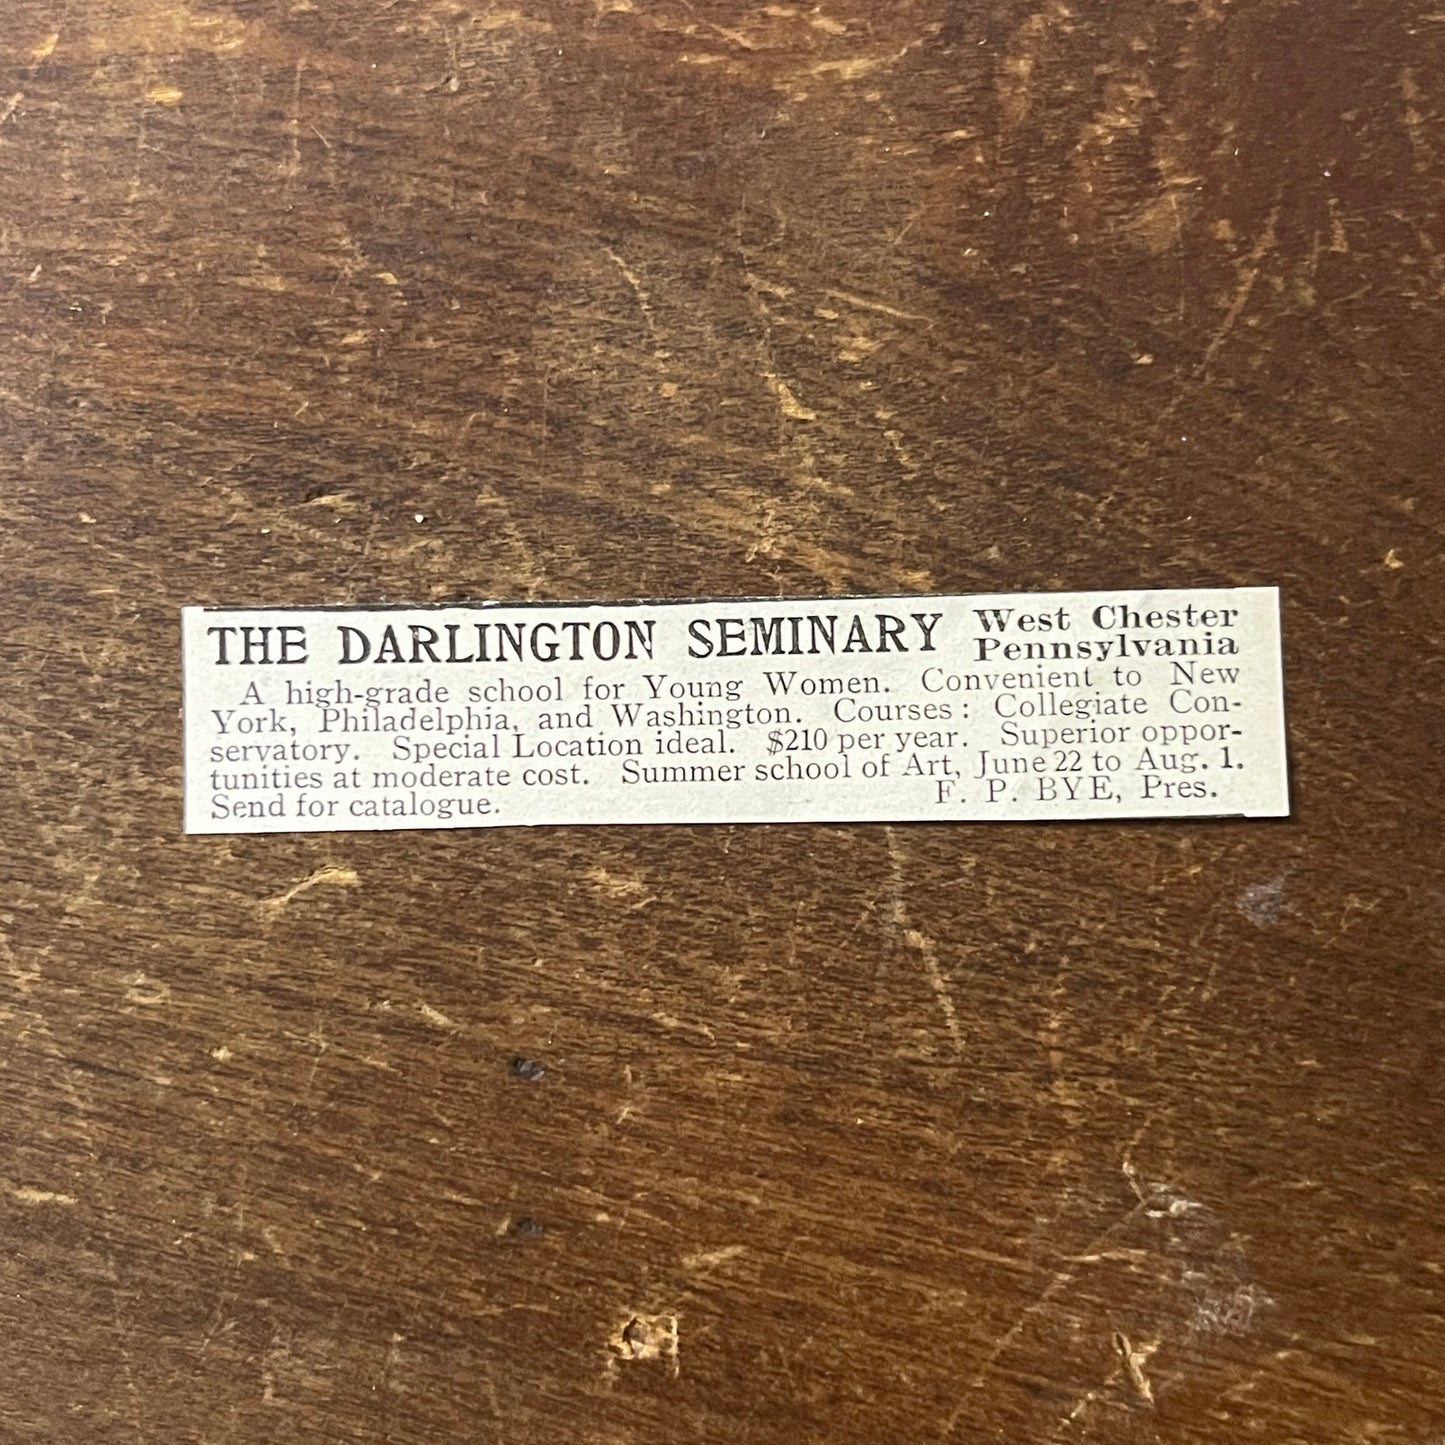 THE DARLINGTON SEMINARY West Chester
Pennsylvania
A high-grade school for Young Women. Convenient to New
York, Philadelphia, and Washington. Courses: Collegiate Con-
servatory. Special Location ideal. $210 per year. Superior oppor-
tunities at moderate cost. Summer school of Art, June 22 to Aug. 1.
Send for catalogue. F. P. BYE, Pres.